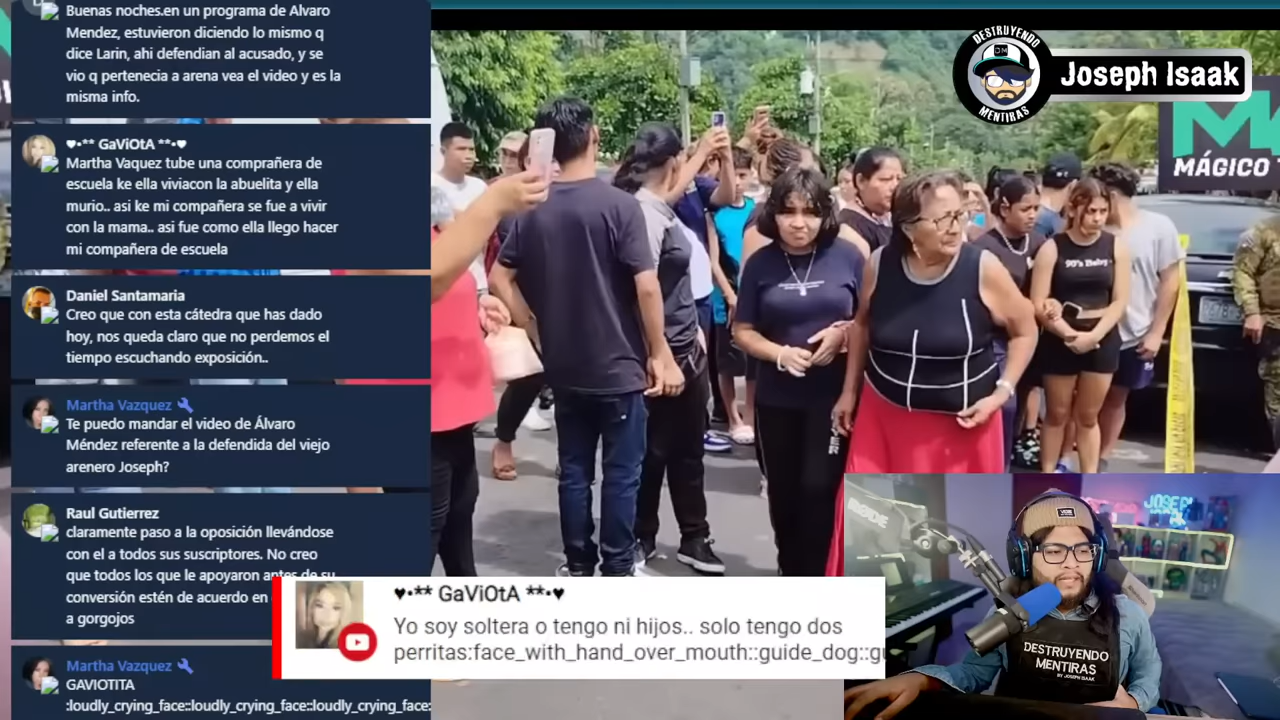 Buenas noches.en un programa de Alvaro
Mendez, estuvieron diciendo lo mismo q
dice Larin, ahi defendian al acusado, y se
vio q pertenecia a arena vea el video y es la
misma info.
♥•** GaViOtA **•♥
Martha Vaquez tube una comprañera de
escuela ke ella viviacon la abuelita y ella
murio.. asi ke mi compañera se fue a vivir
con la mama.. asi fue como ella llego hacer
mi compañera de escuela
Daniel Santamaria
Creo que con esta cátedra que has dado
hoy, nos queda claro que no perdemos el
tiempo escuchando exposición..
Martha Vazquez
Te puedo mandar el video de Álvaro
Méndez referente a la defendida del viejo
arenero Joseph?
Raul Gutierrez
claramente paso a la oposición llevándose
con el a todos sus suscriptores. No creo
que todos los que le apoyaron antes de su
conversión estén de acuerdo en
a gorgojos
Martha Vazquez
GAVIOTITA
:loudly_crying_face::loudly_crying_face::loudly_crying_face:
♥•** GaViOtA **•♥
Yo soy soltera o tengo ni hijos.. solo tengo dos
perritas:face_with_hand_over_mouth::guide_dog::g
DESTRUYENDO
DM
MENTIRAS
Joseph Isaak
MÁGICO
90's Baby
DESTRUYENDO
MENTIRAS
BY JOSEPH ISAAK